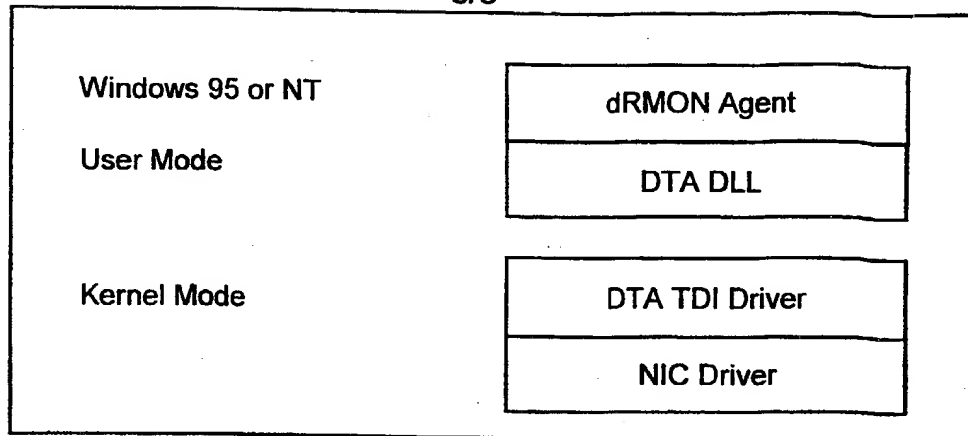 Windows 95 or NT
dRMON Agent
User Mode
DTA DLL
Kernel Mode
DTA TDI Driver
NIC Driver